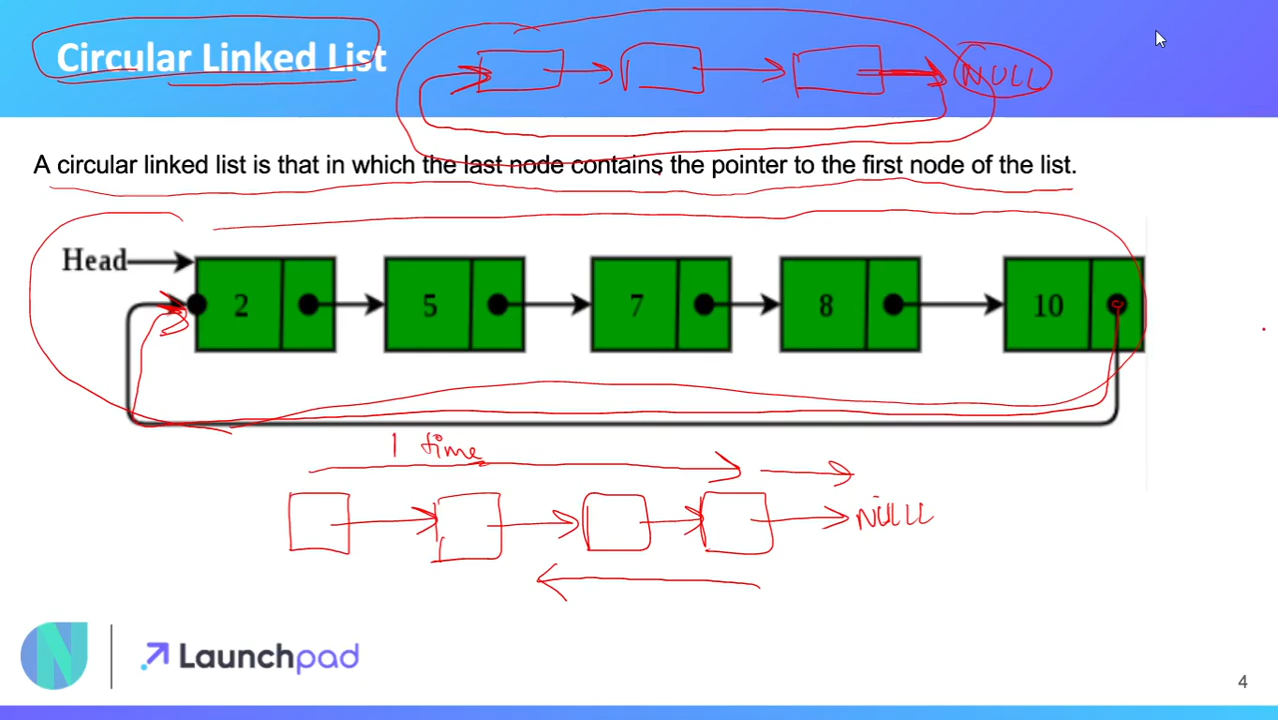 Circular Linked List
NULL
A circular linked list is that in which the last node contains the pointer to the first node of the list.
Head
2 5 7 8 10
1 time
NULL
Launchpad
4